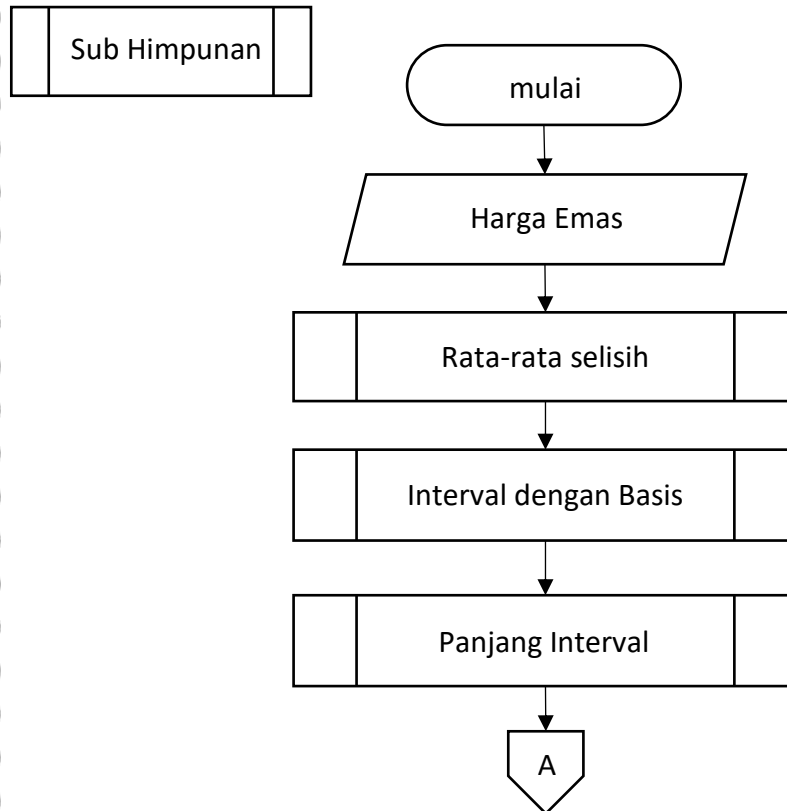 Sub Himpunan
mulai
Harga Emas
Rata-rata selisih
Interval dengan Basis
Panjang Interval
A